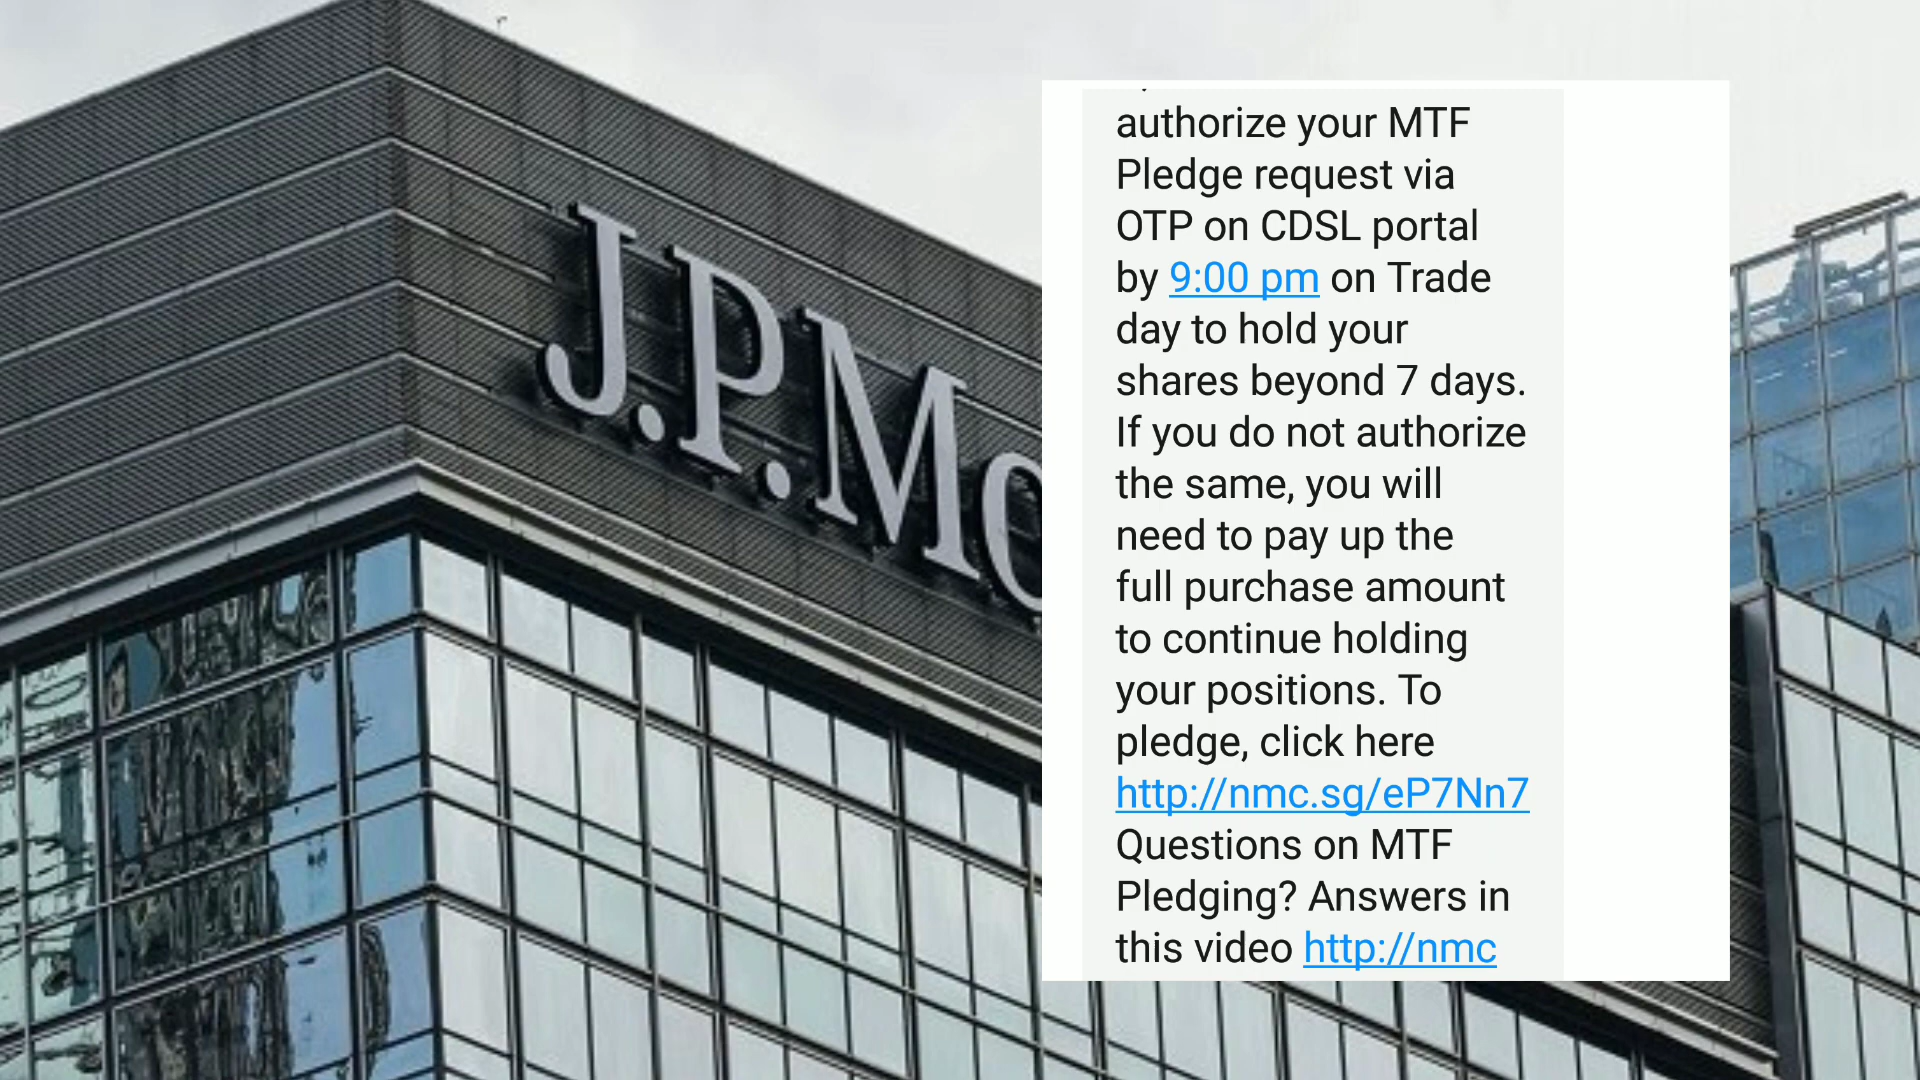 J.P.Mo
authorize your MTF
Pledge request via
OTP on CDSL portal
by 9:00 pm on Trade
day to hold your
shares beyond 7 days.
If you do not authorize
the same, you will
need to pay up the
full purchase amount
to continue holding
your positions. To
pledge, click here
http://nmc.sg/eP7Nn7
Questions on MTF
Pledging? Answers in
this video http://nmc